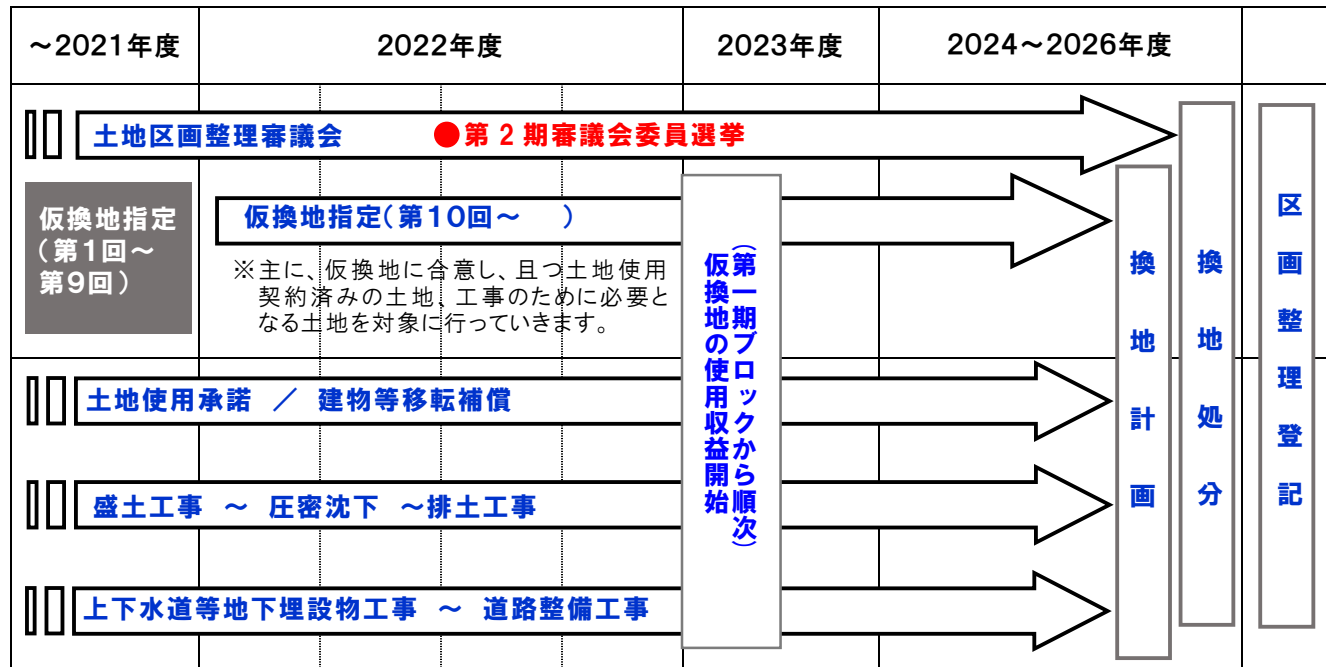 ～2021年度
2022年度
2023年度
2024～2026年度
土地区画整理審議会
●第２期審議会委員選挙
仮換地指定
（第1回～
第9回）
仮換地指定(第10回～　　)
※主に、仮換地に合意し、且つ土地使用
契約済みの土地、工事のために必要と
なる土地を対象に行っていきます。
土地使用承諾 ／ 建物等移転補償
盛土工事 ～ 圧密沈下 ～排土工事
上下水道等地下埋設物工事 ～ 道路整備工事
（第一期ブロックから順次）
仮換地の使用収益開始
換地計画
換地処分
区画整理登記